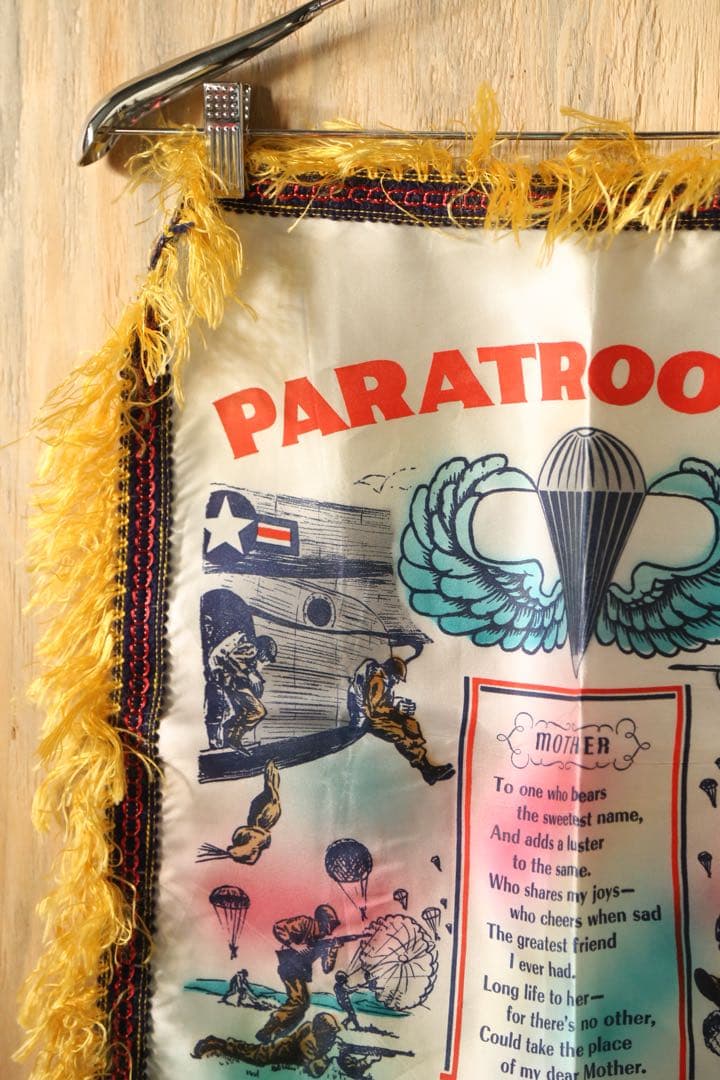 PARATROO
MOTHER
To one who bears
the sweetest name,
And adds a luster
to the same.
Who shares my joys—
who cheers when sad
The greatest friend
I ever had.
Long life to her—
for there's no other,
Could take the place
of my dear Mother.